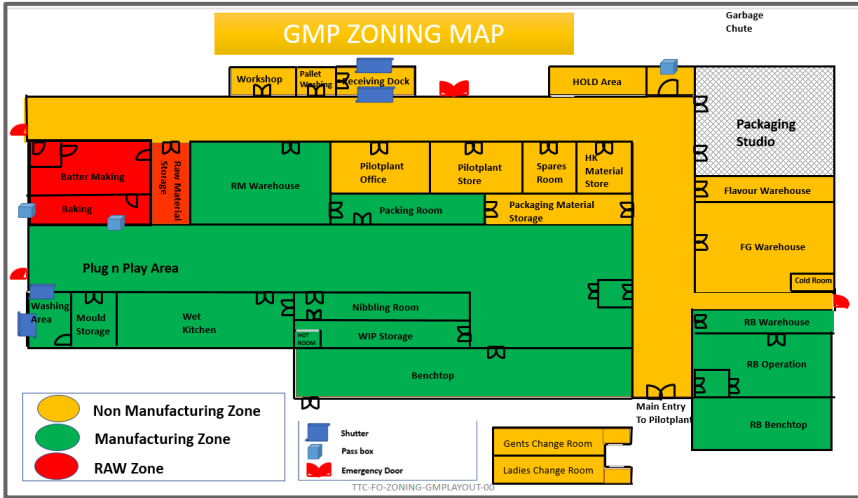 Garbage
Chute
GMP ZONING MAP
Workshop
Pallet
Washing
Receiving Dock
HOLD Area
Packaging
Studio
Batter Making
Raw Material
Storage
RM Warehouse
Pilotplant
Office
Pilotplant
Store
Spares
Room
HK
Material
Store
Flavour Warehouse
Baking
Packing Room
Packaging Material
Storage
FG Warehouse
Plug n Play Area
Cold Room
Washing
Area
Mould
Storage
Wet
Kitchen
Nibbling Room
HOT
ROOM
WIP Storage
RB Warehouse
RB Operation
Benchtop
Main Entry
To Pilotplant
RB Benchtop
Non Manufacturing Zone
Manufacturing Zone
RAW Zone
Shutter
Pass box
Emergency Door
Gents Change Room
Ladies Change Room
TTC-FO-ZONING-GMPLAYOUT-00